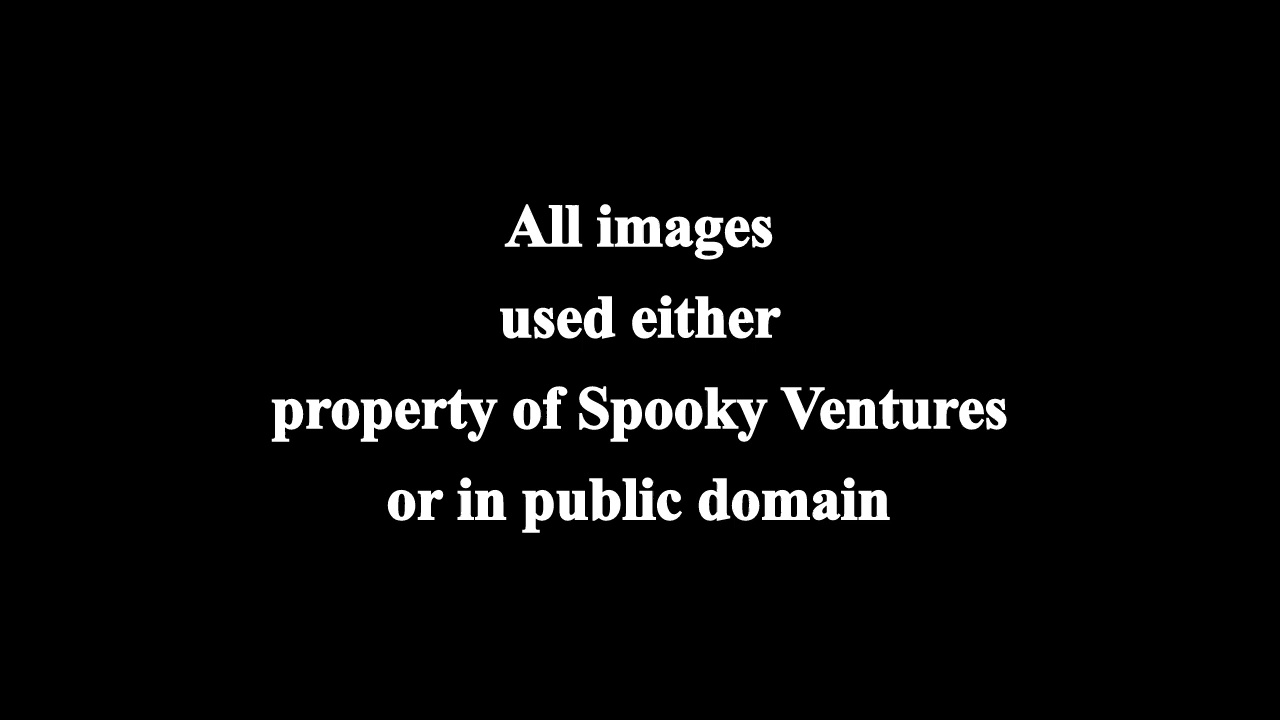 All images
used either
property of Spooky Ventures
or in public domain